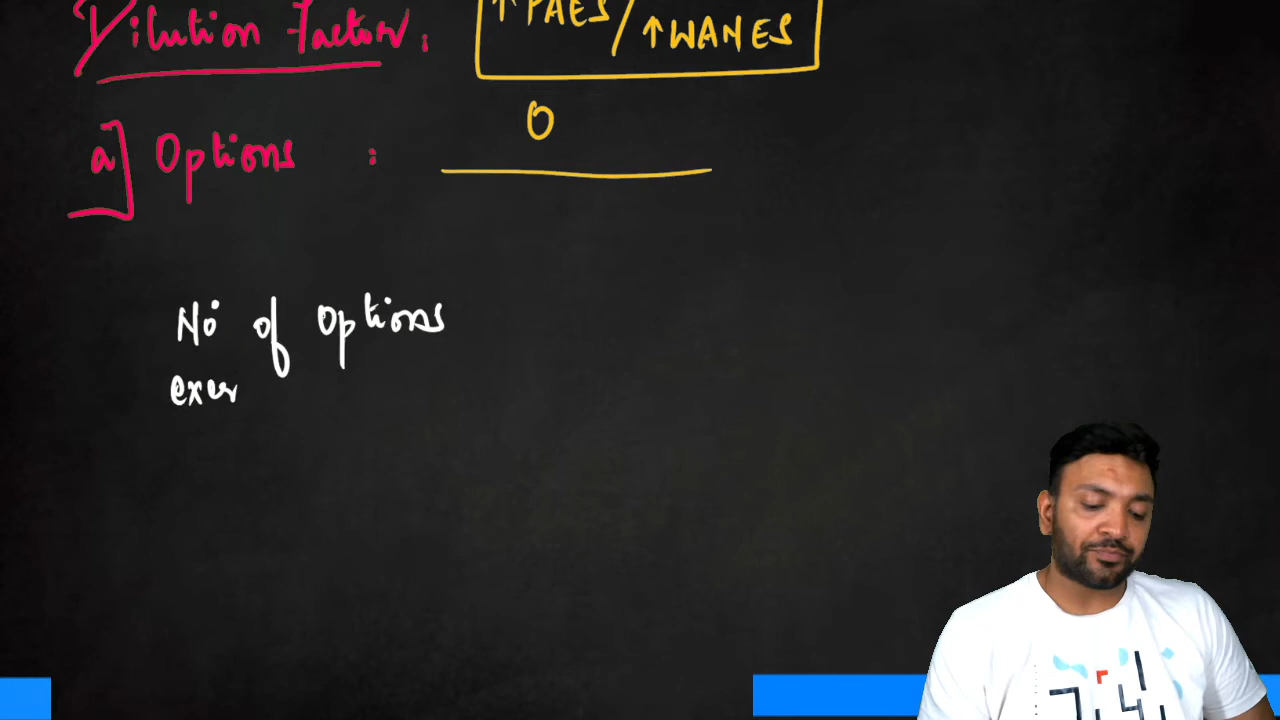 Dilution Factor :
↑PAES / ↑WANES
a] Options :
0
No of Options
exer